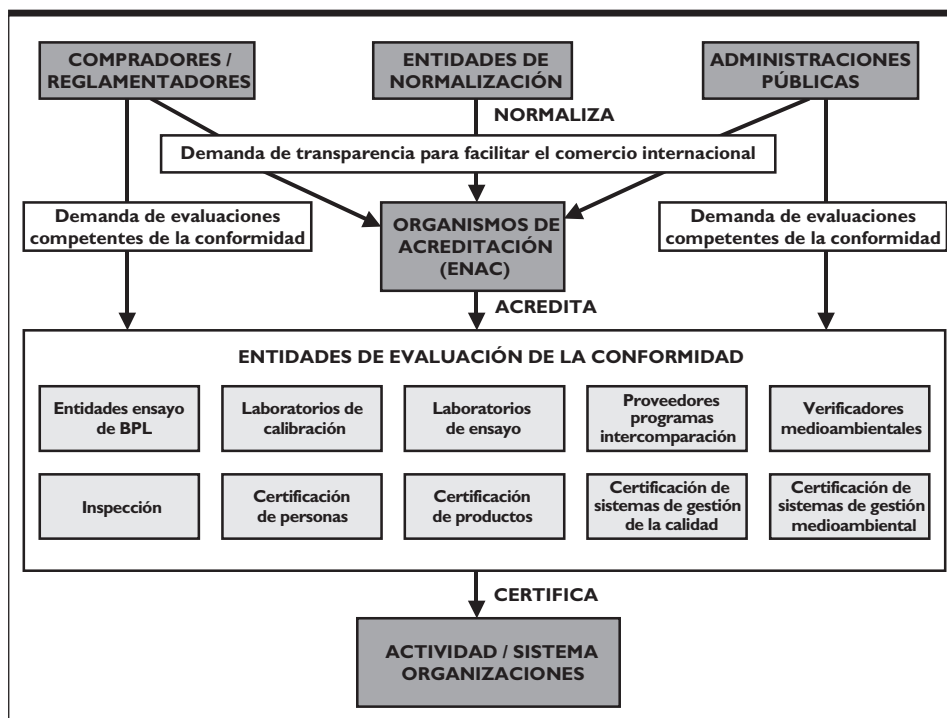 COMPRADORES /
REGLAMENTADORES
ENTIDADES DE
NORMALIZACIÓN
ADMINISTRACIONES
PÚBLICAS
NORMALIZA
Demanda de transparencia para facilitar el comercio internacional
Demanda de evaluaciones
competentes de la conformidad
ORGANISMOS DE
ACREDITACIÓN
(ENAC)
Demanda de evaluaciones
competentes de la conformidad
ACREDITA
ENTIDADES DE EVALUACIÓN DE LA CONFORMIDAD
Entidades ensayo
de BPL
Laboratorios de
calibración
Laboratorios
de ensayo
Proveedores
programas
intercomparación
Verificadores
medioambientales
Inspección
Certificación
de personas
Certificación
de productos
Certificación de
sistemas de gestión
de la calidad
Certificación de
sistemas de gestión
medioambiental
CERTIFICA
ACTIVIDAD / SISTEMA
ORGANIZACIONES